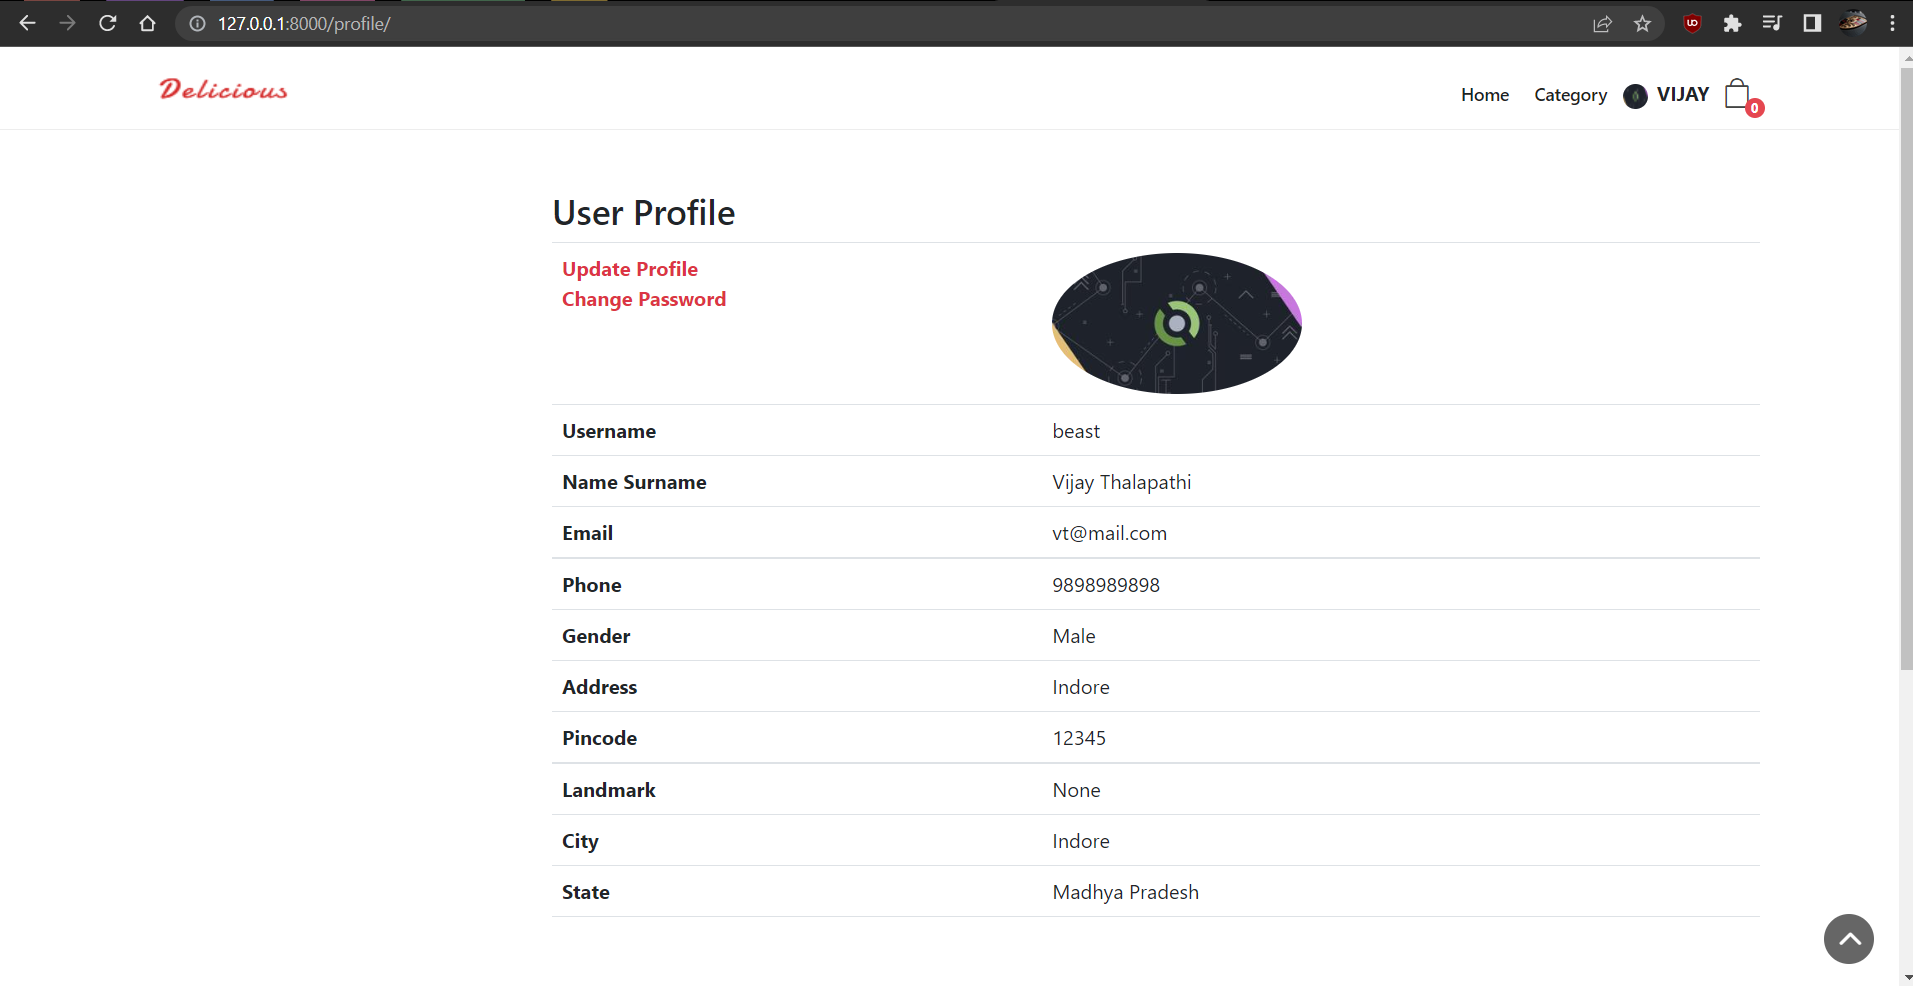 127.0.0.1:8000/profile/
Delicious
Home Category VIJAY 0
User Profile
Update Profile
Change Password
Username beast
Name Surname Vijay Thalapathi
Email vt@mail.com
Phone 9898989898
Gender Male
Address Indore
Pincode 12345
Landmark None
City Indore
State Madhya Pradesh